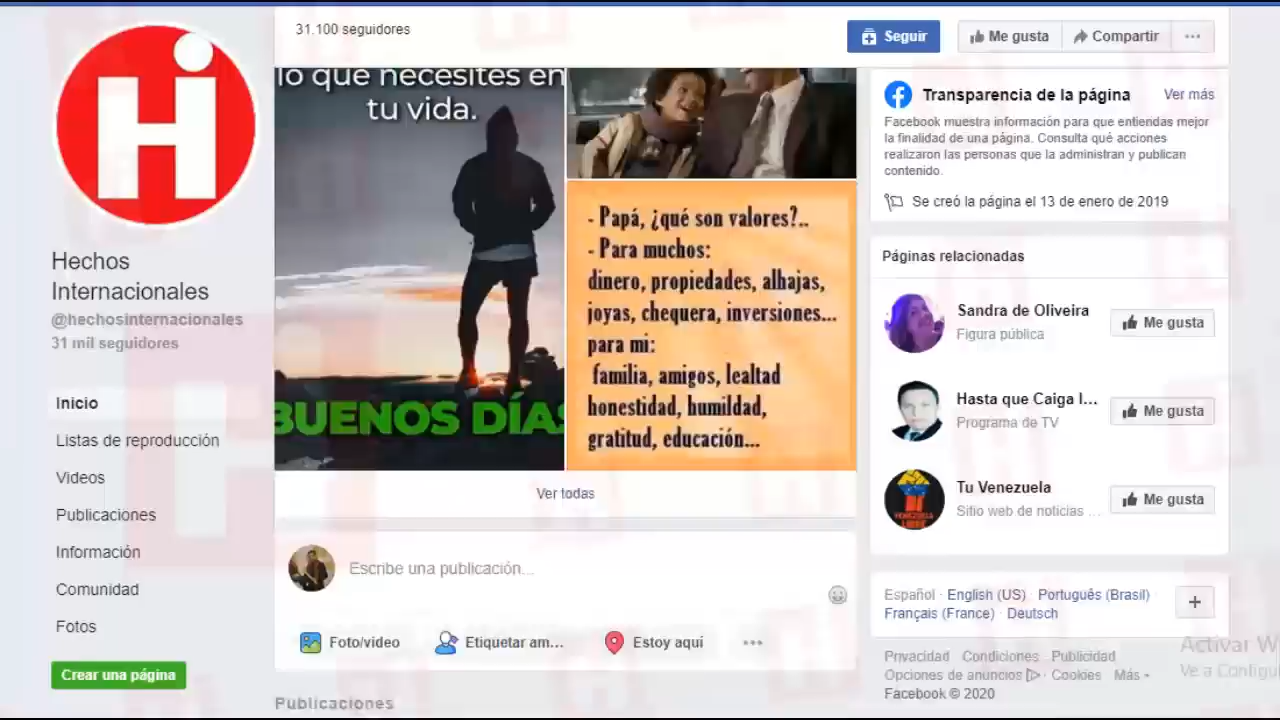 Hi
Hechos
Internacionales
@hechosinternacionales
31 mil seguidores
Inicio
Listas de reproducción
Videos
Publicaciones
Información
Comunidad
Fotos
Crear una página
31.100 seguidores
Seguir
Me gusta
Compartir
lo que necesites en
tu vida.
BUENOS DÍAS
- Papá, ¿qué son valores?..
- Para muchos:
dinero, propiedades, alhajas,
joyas, chequera, inversiones...
para mi:
familia, amigos, lealtad
honestidad, humildad,
gratitud, educación...
Ver todas
Escribe una publicación...
Foto/video
Etiquetar am...
Estoy aquí
Publicaciones
Transparencia de la página
Ver más
Facebook muestra información para que entiendas mejor
la finalidad de una página. Consulta qué acciones
realizaron las personas que la administran y publican
contenido.
Se creó la página el 13 de enero de 2019
Páginas relacionadas
Sandra de Oliveira
Figura pública
Me gusta
Hasta que Caiga l...
Programa de TV
Me gusta
Tu Venezuela
Sitio web de noticias ...
Me gusta
Español · English (US) · Português (Brasil) ·
Français (France) · Deutsch
Privacidad · Condiciones · Publicidad ·
Opciones de anuncios · Cookies · Más
Facebook © 2020
Activar W
Ve a Configu